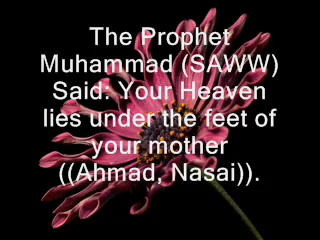 The Prophet
Muhammad (SAWW)
Said: Your Heaven
lies under the feet of
your mother
((Ahmad, Nasai)).